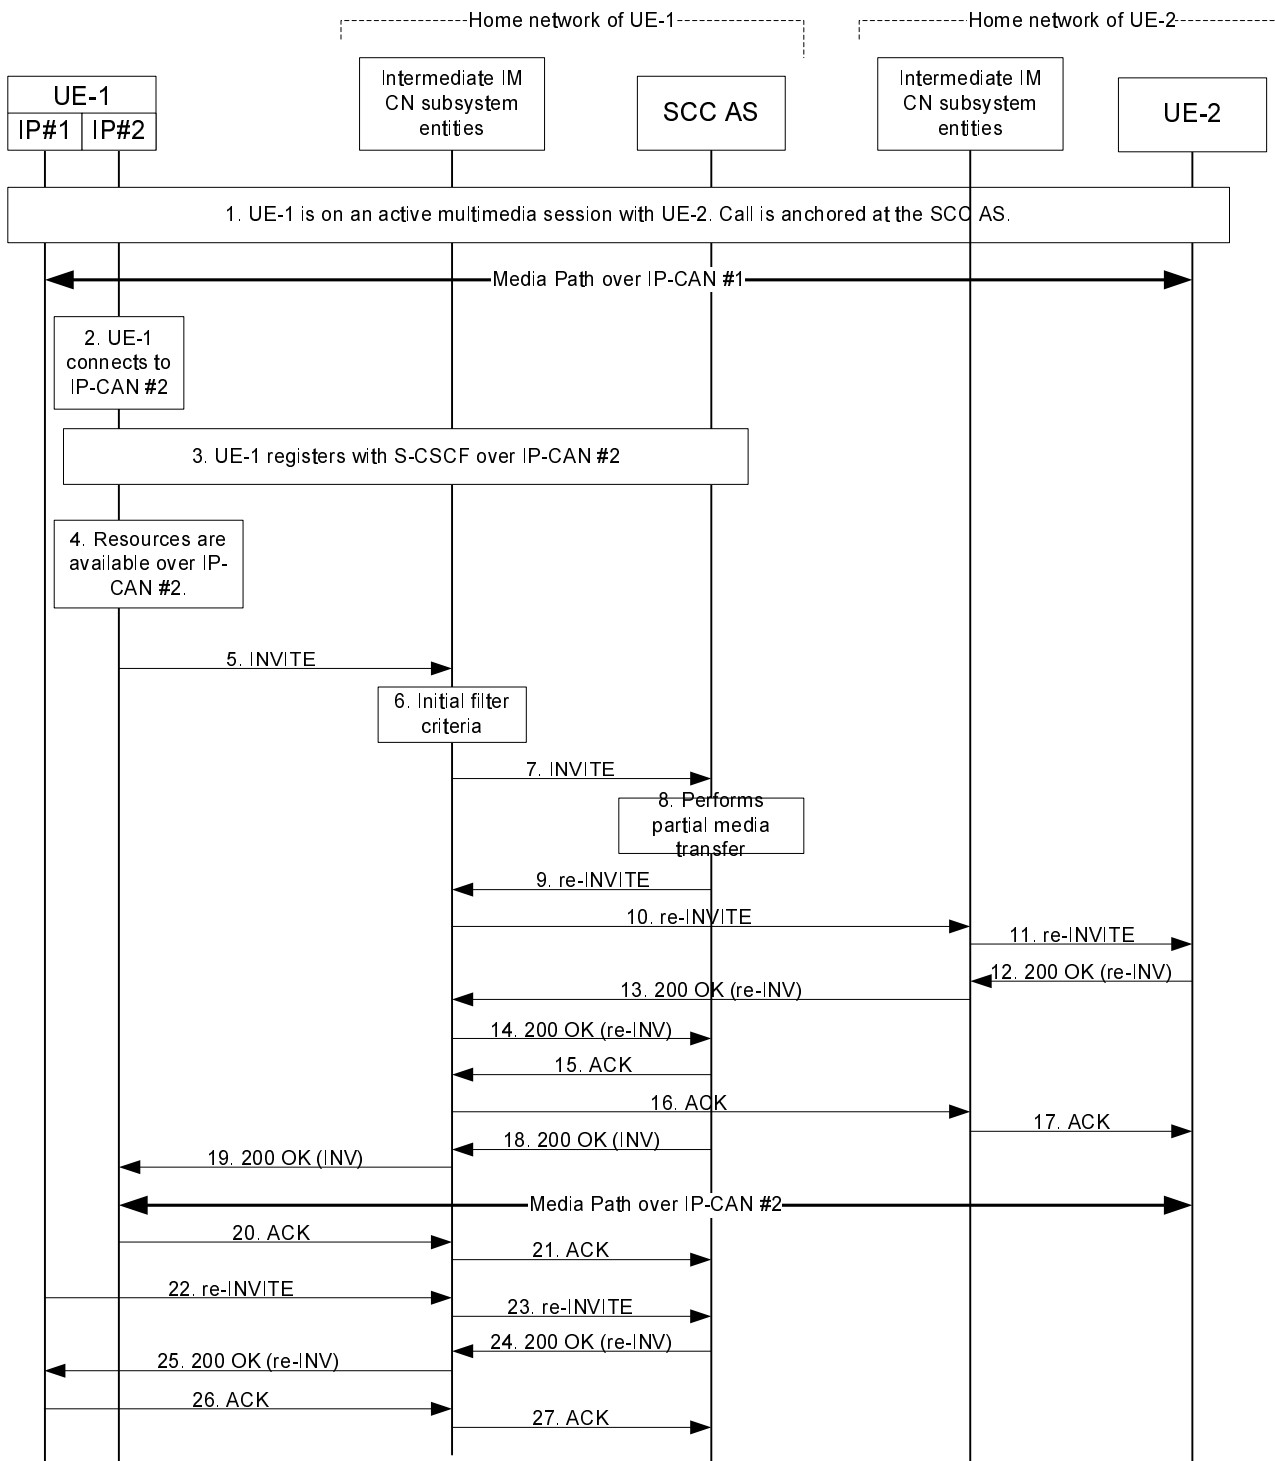 Home network of UE-1
Home network of UE-2
UE-1
IP#1
IP#2
Intermediate IM
CN subsystem
entities
SCC AS
Intermediate IM
CN subsystem
entities
UE-2
1. UE-1 is on an active multimedia session with UE-2. Call is anchored at the SCC AS.
Media Path over IP-CAN #1
2. UE-1
connects to
IP-CAN #2
3. UE-1 registers with S-CSCF over IP-CAN #2
4. Resources are
available over IP-
CAN #2.
5. INVITE
6. Initial filter
criteria
7. INVITE
8. Performs
partial media
transfer
9. re-INVITE
10. re-INVITE
11. re-INVITE
12. 200 OK (re-INV)
13. 200 OK (re-INV)
14. 200 OK (re-INV)
15. ACK
16. ACK
17. ACK
18. 200 OK (INV)
19. 200 OK (INV)
Media Path over IP-CAN #2
20. ACK
21. ACK
22. re-INVITE
23. re-INVITE
24. 200 OK (re-INV)
25. 200 OK (re-INV)
26. ACK
27. ACK